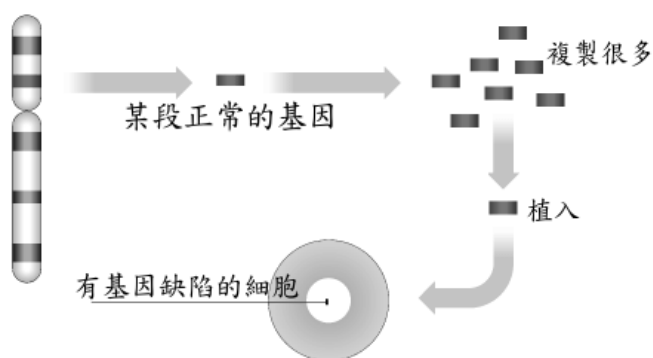 複製很多
某段正常的基因
植入
有基因缺陷的細胞